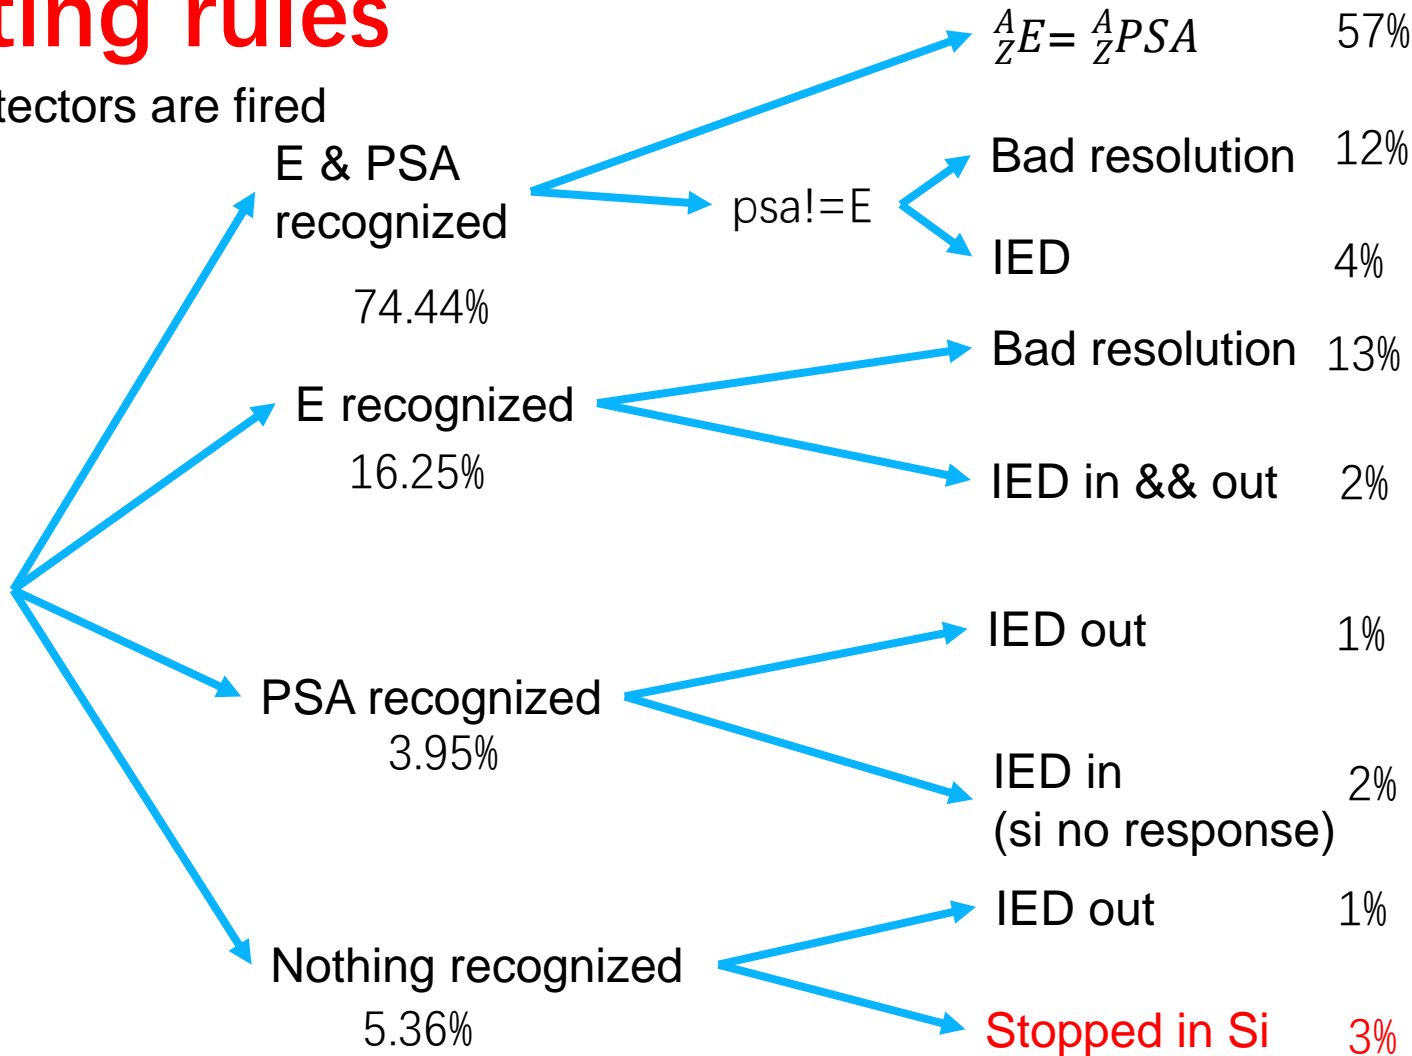 ting rules
tectors are fired
E & PSA
recognized
74.44%
E recognized
16.25%
PSA recognized
3.95%
Nothing recognized
5.36%
psa!=E
^A_Z E = ^A_Z PSA 57%
Bad resolution 12%
IED 4%
Bad resolution 13%
IED in && out 2%
IED out 1%
IED in 2%
(si no response)
IED out 1%
Stopped in Si 3%